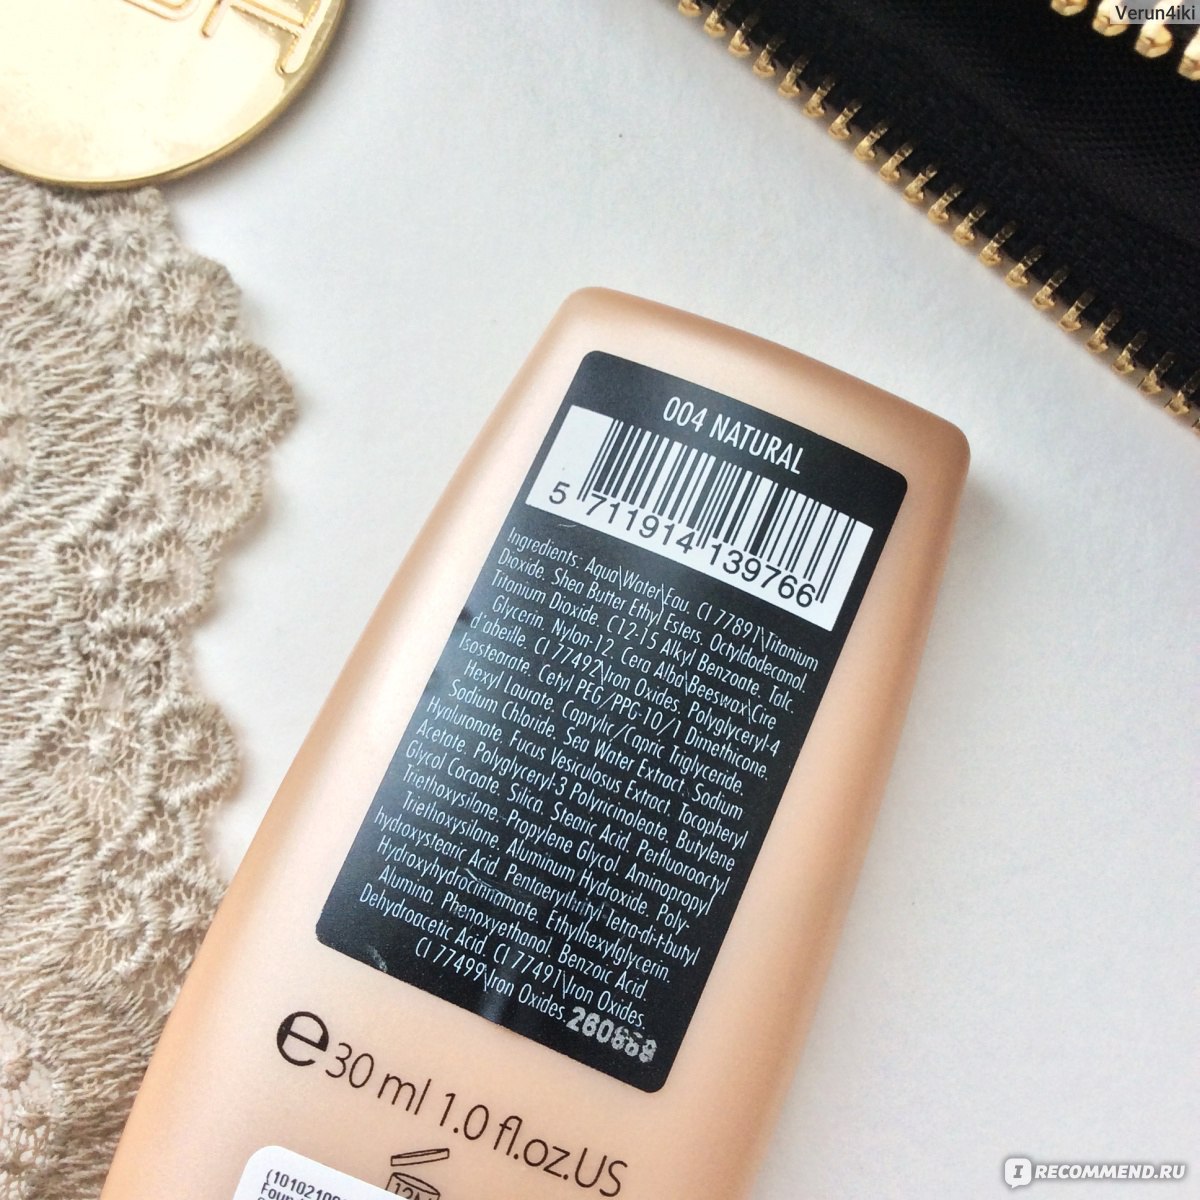 Verun4iki
004 NATURAL
5 711914 139766
Ingredients: Aqua\Water\Eau. CI 77891\Titanium
Dioxide. Shea Butter Ethyl Esters. Octyldodecanol.
Titanium Dioxide. C12-15 Alkyl Benzoate. Talc.
Glycerin. Nylon-12. Cera Alba\Beeswax\Cire
d'abeille. CI 77492\Iron Oxides. Polyglyceryl-4
Isostearate. Cetyl PEG/PPG-10/1 Dimethicone.
Hexyl Laurate. Caprylic/Capric Triglyceride.
Sodium Chloride. Sea Water Extract. Sodium
Hyaluronate. Fucus Vesiculosus Extract. Tocopheryl
Acetate. Polyglyceryl-3 Polyricinoleate. Butylene
Glycol Cocoate. Silica. Stearic Acid. Perfluorooctyl
Triethoxysilane. Propylene Glycol. Aminopropyl
Triethoxysilane. Aluminum Hydroxide. Poly-
hydroxystearic Acid. Pentaerythrityl Tetra-di-t-butyl
Hydroxyhydrocinnamate. Ethylhexylglycerin.
Alumina. Phenoxyethanol. Benzoic Acid.
Dehydroacetic Acid. CI 77491\Iron Oxides.
CI 77499\Iron Oxides.
e 30 ml 1.0 fl.oz.US
12M
IRECOMMEND.RU